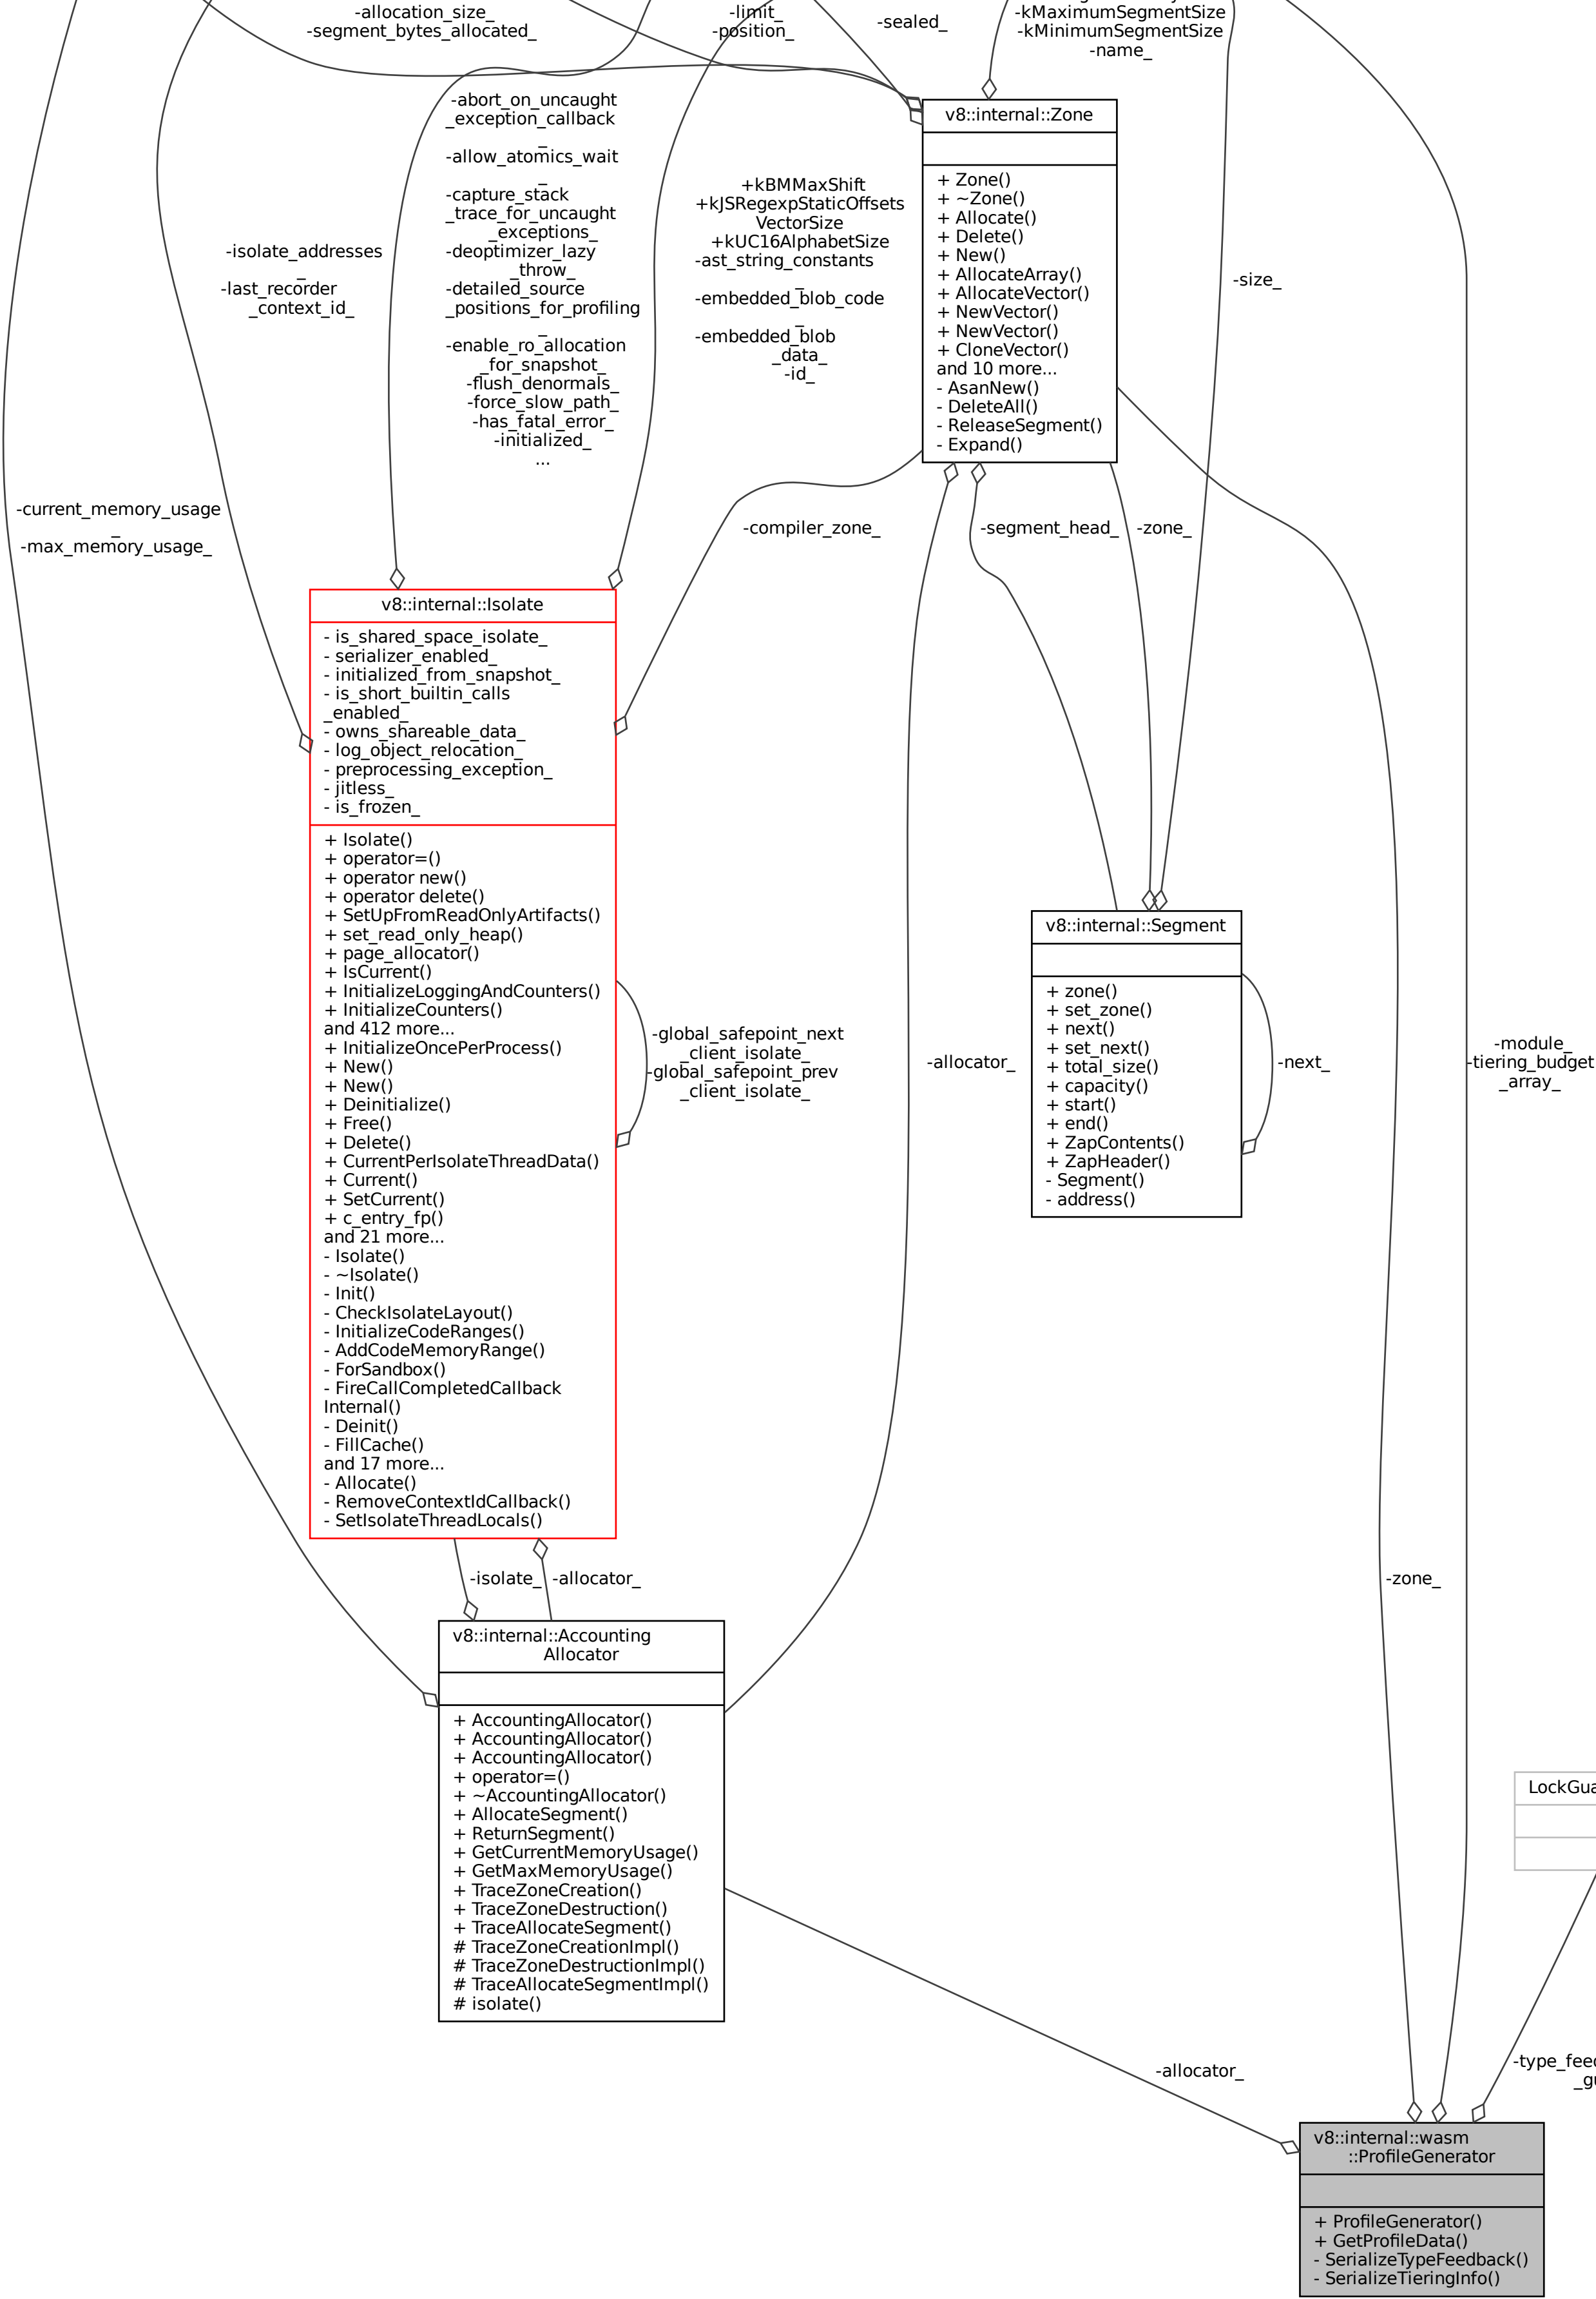 -allocation_size_
-segment_bytes_allocated_
-limit_
-position_
-sealed_
-kMaximumSegmentSize
-kMinimumSegmentSize
-name_
-abort_on_uncaught
_exception_callback
_
-allow_atomics_wait
_
-capture_stack
_trace_for_uncaught
_exceptions_
-deoptimizer_lazy
_throw_
-detailed_source
_positions_for_profiling
_
-enable_ro_allocation
_for_snapshot_
-flush_denormals_
-force_slow_path_
-has_fatal_error_
-initialized_
...
+kBMMaxShift
+kJSRegexpStaticOffsets
VectorSize
+kUC16AlphabetSize
-ast_string_constants
_
-embedded_blob_code
_
-embedded_blob
_data_
-id_
v8::internal::Zone
+ Zone()
+ ~Zone()
+ Allocate()
+ Delete()
+ New()
+ AllocateArray()
+ AllocateVector()
+ NewVector()
+ NewVector()
+ CloneVector()
and 10 more...
- AsanNew()
- DeleteAll()
- ReleaseSegment()
- Expand()
-isolate_addresses
_
-last_recorder
_context_id_
-size_
-current_memory_usage
_
-max_memory_usage_
-compiler_zone_
-segment_head_
-zone_
v8::internal::Isolate
- is_shared_space_isolate_
- serializer_enabled_
- initialized_from_snapshot_
- is_short_builtin_calls
_enabled_
- owns_shareable_data_
- log_object_relocation_
- preprocessing_exception_
- jitless_
- is_frozen_
+ Isolate()
+ operator=()
+ operator new()
+ operator delete()
+ SetUpFromReadOnlyArtifacts()
+ set_read_only_heap()
+ page_allocator()
+ IsCurrent()
+ InitializeLoggingAndCounters()
+ InitializeCounters()
and 412 more...
+ InitializeOncePerProcess()
+ New()
+ New()
+ Deinitialize()
+ Free()
+ Delete()
+ CurrentPerIsolateThreadData()
+ Current()
+ SetCurrent()
+ c_entry_fp()
and 21 more...
- Isolate()
- ~Isolate()
- Init()
- CheckIsolateLayout()
- InitializeCodeRanges()
- AddCodeMemoryRange()
- ForSandbox()
- FireCallCompletedCallback
Internal()
- Deinit()
- FillCache()
and 17 more...
- Allocate()
- RemoveContextIdCallback()
- SetIsolateThreadLocals()
-global_safepoint_next
_client_isolate_
-global_safepoint_prev
_client_isolate_
-allocator_
v8::internal::Segment
+ zone()
+ set_zone()
+ next()
+ set_next()
+ total_size()
+ capacity()
+ start()
+ end()
+ ZapContents()
+ ZapHeader()
- Segment()
- address()
-next_
-module_
-tiering_budget
_array_
-isolate_
-allocator_
-zone_
v8::internal::Accounting
Allocator
+ AccountingAllocator()
+ AccountingAllocator()
+ AccountingAllocator()
+ operator=()
+ ~AccountingAllocator()
+ AllocateSegment()
+ ReturnSegment()
+ GetCurrentMemoryUsage()
+ GetMaxMemoryUsage()
+ TraceZoneCreation()
+ TraceZoneDestruction()
+ TraceAllocateSegment()
# TraceZoneCreationImpl()
# TraceZoneDestructionImpl()
# TraceAllocateSegmentImpl()
# isolate()
-allocator_
v8::internal::wasm
::ProfileGenerator
+ ProfileGenerator()
+ GetProfileData()
- SerializeTypeFeedback()
- SerializeTieringInfo()